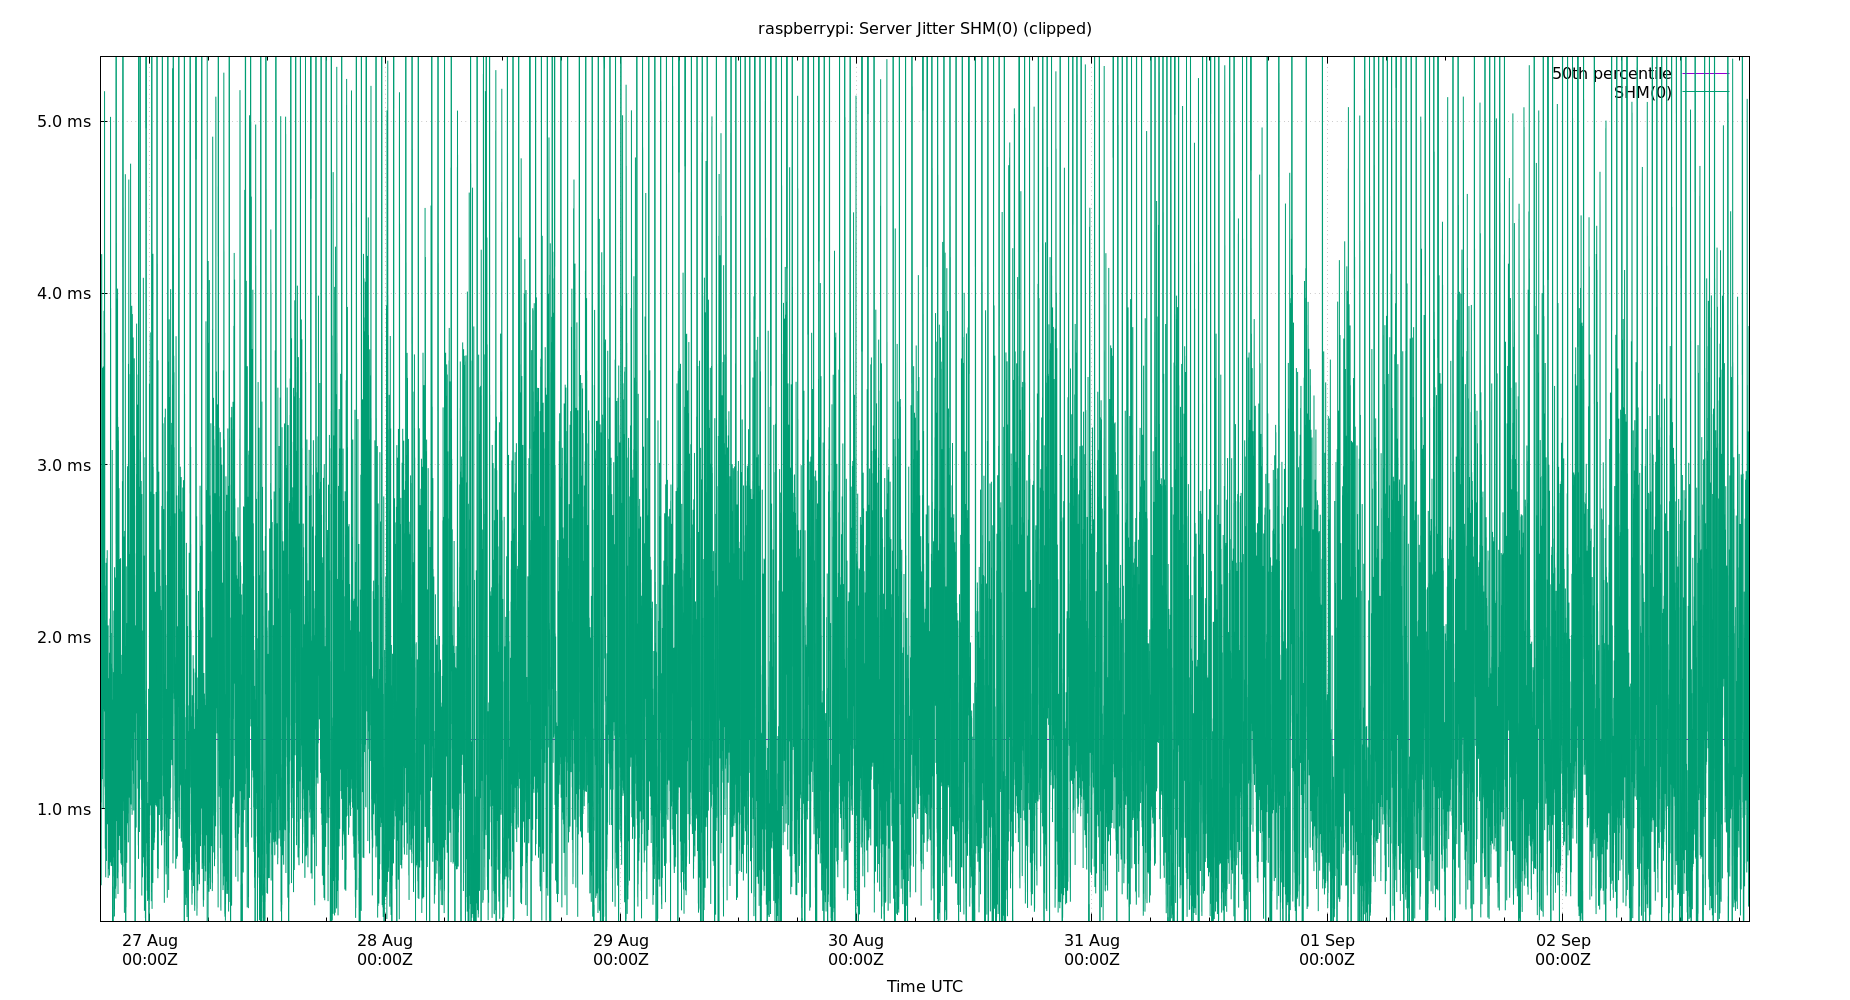 raspberrypi: Server Jitter SHM(0) (clipped)
50th percentile
SHM(0)
5.0 ms
4.0 ms
3.0 ms
2.0 ms
1.0 ms
27 Aug 28 Aug 29 Aug 30 Aug 31 Aug 01 Sep 02 Sep
00:00Z 00:00Z 00:00Z 00:00Z 00:00Z 00:00Z 00:00Z
Time UTC